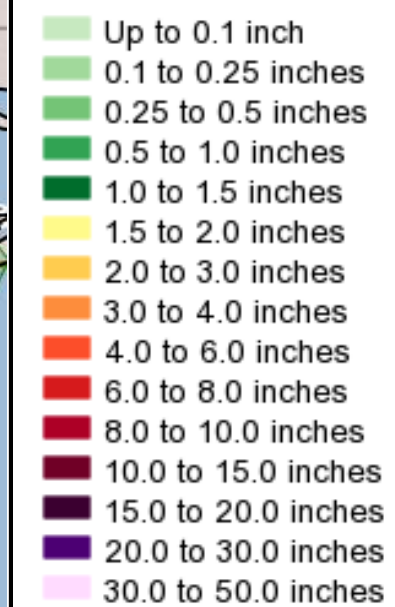 Up to 0.1 inch
0.1 to 0.25 inches
0.25 to 0.5 inches
0.5 to 1.0 inches
1.0 to 1.5 inches
1.5 to 2.0 inches
2.0 to 3.0 inches
3.0 to 4.0 inches
4.0 to 6.0 inches
6.0 to 8.0 inches
8.0 to 10.0 inches
10.0 to 15.0 inches
15.0 to 20.0 inches
20.0 to 30.0 inches
30.0 to 50.0 inches